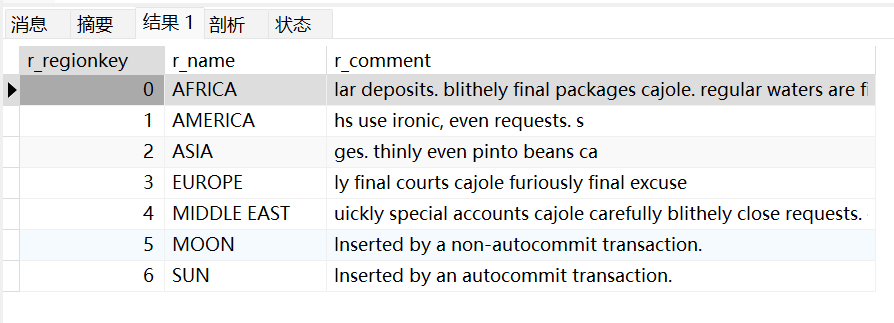 消息 摘要 结果 1 剖析 状态
r_regionkey r_name r_comment
0 AFRICA lar deposits. blithely final packages cajole. regular waters are
1 AMERICA hs use ironic, even requests. s
2 ASIA ges. thinly even pinto beans ca
3 EUROPE ly final courts cajole furiously final excuse
4 MIDDLE EAST uickly special accounts cajole carefully blithely close requests.
5 MOON Inserted by a non-autocommit transaction.
6 SUN Inserted by an autocommit transaction.